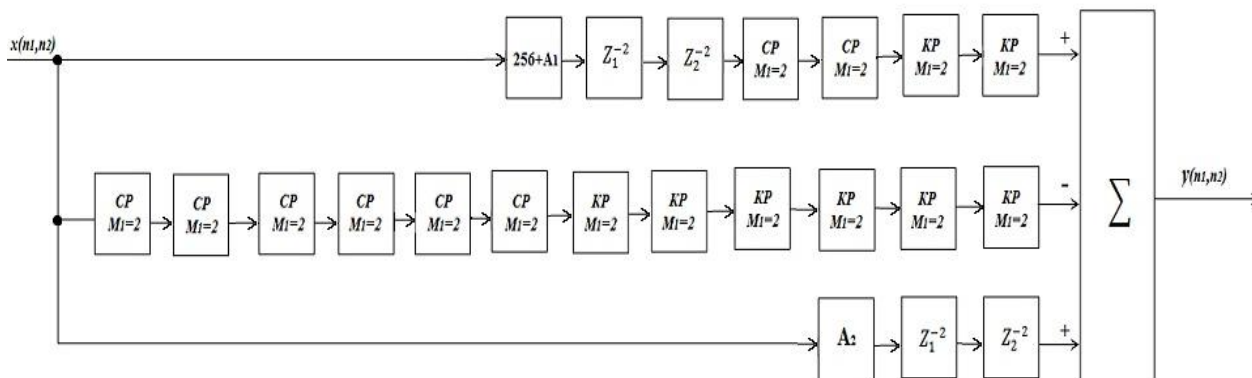 x(n1,n2)
256+A1 Z₁⁻² Z₂⁻² CP M1=2 CP M1=2 KP M1=2 KP M1=2 +
CP M1=2 CP M1=2 CP M1=2 CP M1=2 CP M1=2 CP M1=2 KP M1=2 KP M1=2 KP M1=2 KP M1=2 KP M1=2 KP M1=2 -
∑
y(n1,n2)
A2 Z₁⁻² Z₂⁻² +